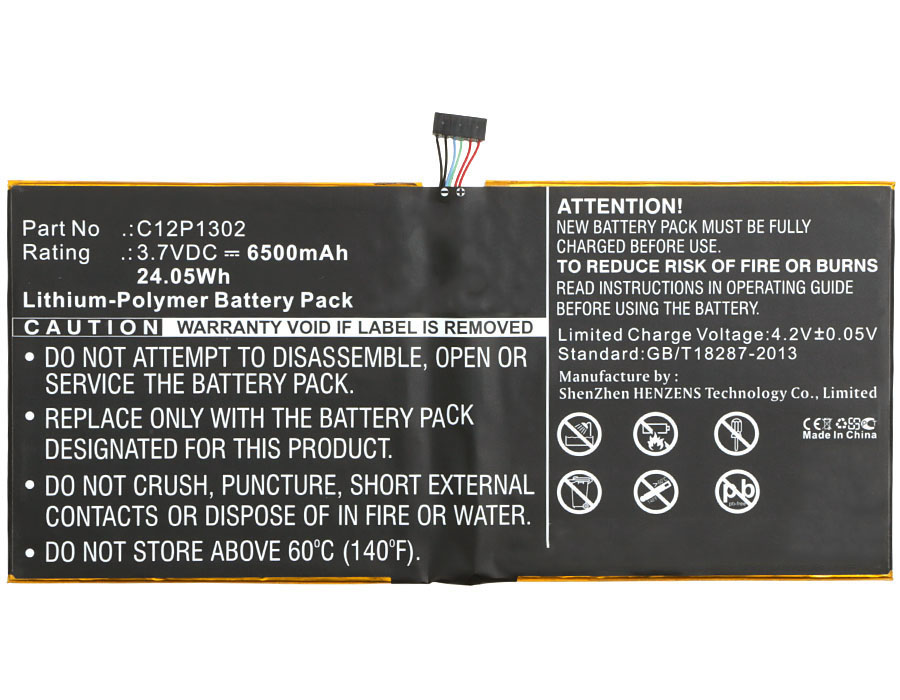 Part No .:C12P1302
Rating .:3.7VDC ⎓ 6500mAh
24.05Wh
Lithium-Polymer Battery Pack
CAUTION WARRANTY VOID IF LABEL IS REMOVED
• DO NOT ATTEMPT TO DISASSEMBLE, OPEN OR
SERVICE THE BATTERY PACK.
• REPLACE ONLY WITH THE BATTERY PACK
DESIGNATED FOR THIS PRODUCT.
• DO NOT CRUSH, PUNCTURE, SHORT EXTERNAL
CONTACTS OR DISPOSE OF IN FIRE OR WATER.
• DO NOT STORE ABOVE 60°C (140°F).
ATTENTION!
NEW BATTERY PACK MUST BE FULLY
CHARGED BEFORE USE.
TO REDUCE RISK OF FIRE OR BURNS
READ INSTRUCTIONS IN OPERATING GUIDE
BEFORE USING THE BATTERY.
Limited Charge Voltage:4.2V±0.05V
Standard:GB/T18287-2013
Manufacture by :
ShenZhen HENZENS Technology Co., Limited
CE
Made In China
pb
pb-free